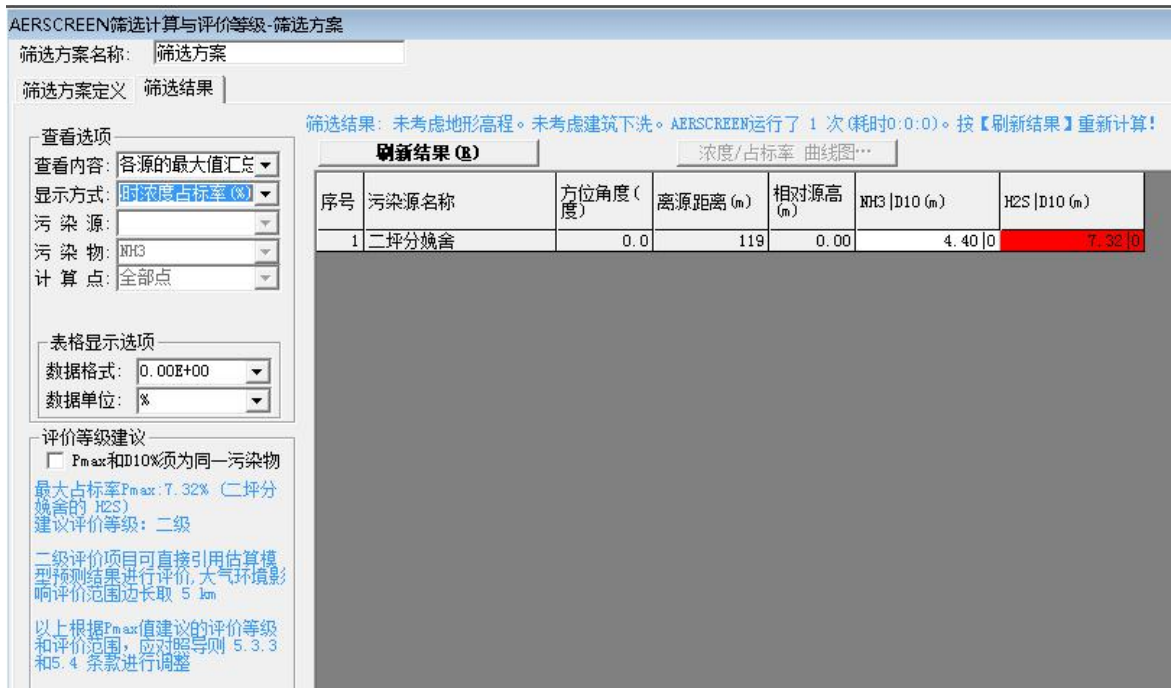 AERSCREEN筛选计算与评价等级-筛选方案
筛选方案名称: 筛选方案
筛选方案定义 筛选结果
筛选结果: 未考虑地形高程。未考虑建筑下洗。AERSCREEN运行了 1 次(耗时0:0:0)。按【刷新结果】重新计算!
查看选项
查看内容: 各源的最大值汇总
显示方式: 时浓度占标率(%)
污 染 源:
污 染 物: NH3
计 算 点: 全部点
刷新结果(R) 浓度/占标率 曲线图…
序号 污染源名称 方位角度(度) 离源距离(m) 相对源高(m) NH3|D10(m) H2S|D10(m)
1 二坪分娩舍 0.0 119 0.00 4.40|0 7.32|0
表格显示选项
数据格式: 0.00E+00
数据单位: %
评价等级建议
Pmax和D10%须为同一污染物
最大占标率Pmax:7.32% (二坪分
娩舍的 H2S)
建议评价等级: 二级
二级评价项目可直接引用估算模
型预测结果进行评价,大气环境影
响评价范围边长取 5 km
以上根据Pmax值建议的评价等级
和评价范围,应对照导则 5.3.3
和5.4 条款进行调整